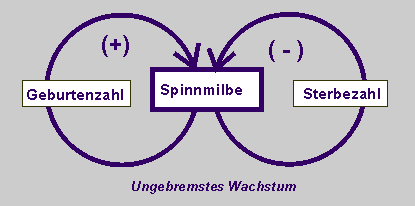 (+)
( - )
Geburtenzahl
Spinnmilbe
Sterbezahl
Ungebremstes Wachstum